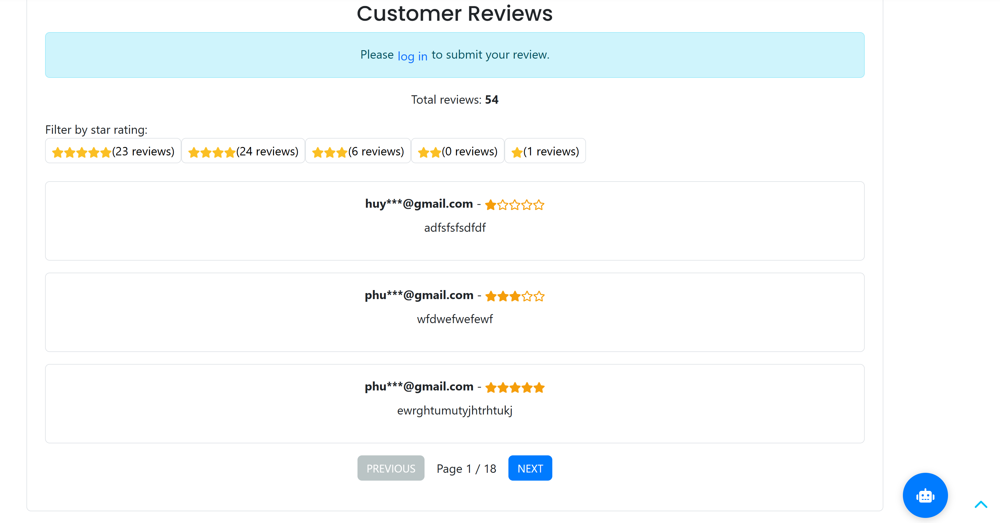 Customer Reviews
Please log in to submit your review.
Total reviews: 54
Filter by star rating:
(23 reviews) (24 reviews) (6 reviews) (0 reviews) (1 reviews)
huy***@gmail.com -
adfsfsfsdfdf
phu***@gmail.com -
wfdwefwefewf
phu***@gmail.com -
ewrghtumutyjhtrhtukj
PREVIOUS Page 1 / 18 NEXT